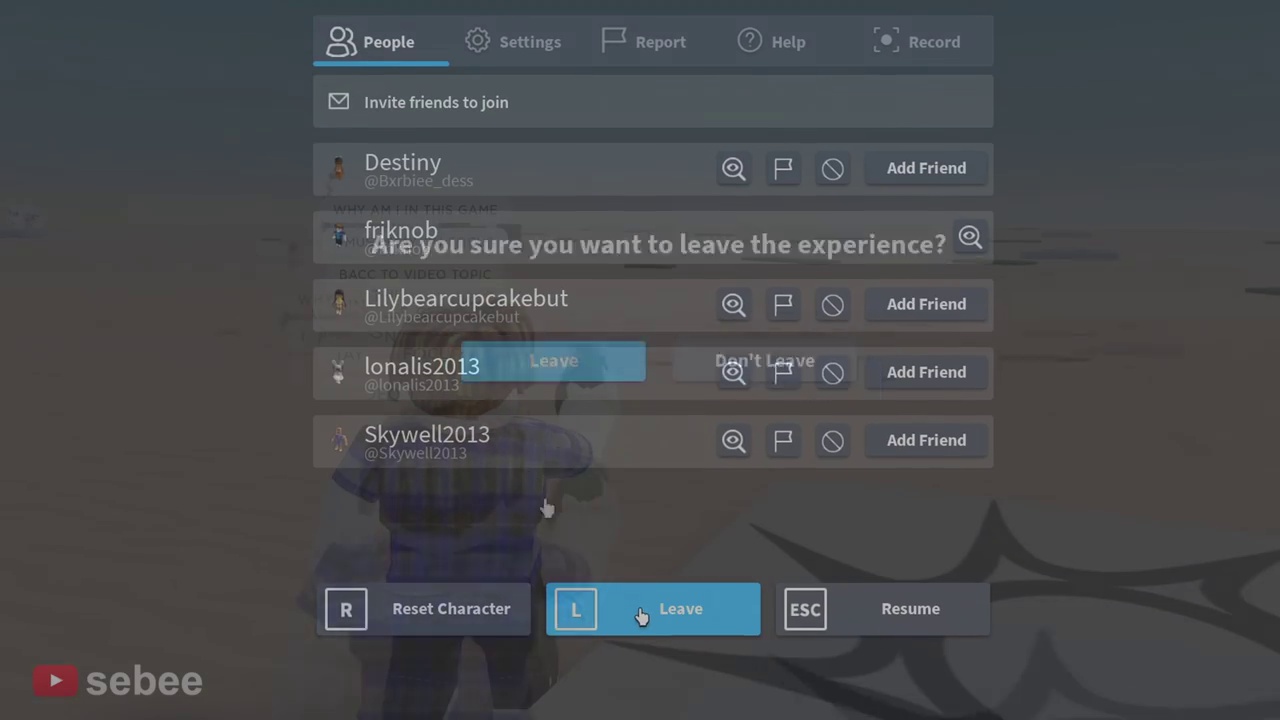 People
Settings
Report
Help
Record
Invite friends to join
Destiny
@Bxrbiee_dess
Add Friend
WHY AM I IN THIS GAME
friknob
Are you sure you want to leave the experience?
BACC TO VIDEO TOPIC
Lilybearcupcakebut
@Lilybearcupcakebut
Add Friend
Leave
Don't Leave
lonalis2013
@lonalis2013
Add Friend
Skywell2013
@Skywell2013
Add Friend
R
Reset Character
L
Leave
ESC
Resume
sebee